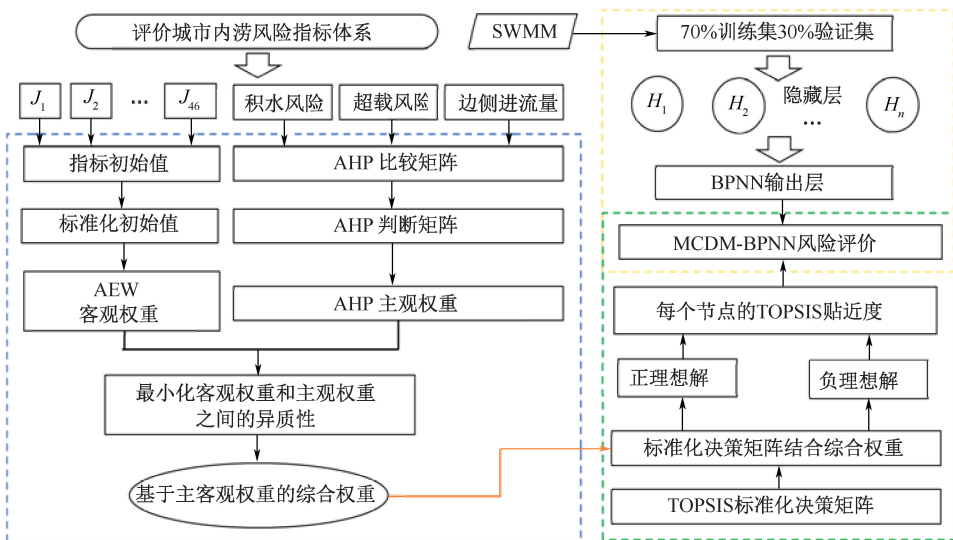 评价城市内涝风险指标体系
J1
J2
...
J46
积水风险
超载风险
边侧进流量
指标初始值
AHP 比较矩阵
标准化初始值
AHP 判断矩阵
AEW
客观权重
AHP 主观权重
最小化客观权重和主观权重
之间的异质性
基于主客观权重的综合权重
SWMM
70%训练集30%验证集
H1
H2
隐藏层
...
Hn
BPNN输出层
MCDM-BPNN风险评价
每个节点的TOPSIS贴近度
正理想解
负理想解
标准化决策矩阵结合综合权重
TOPSIS标准化决策矩阵